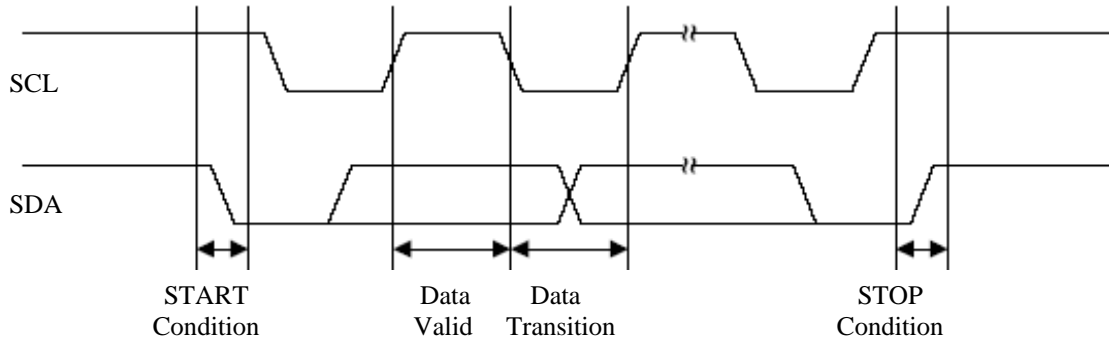 SCL
SDA
START
Condition
Data
Valid
Data
Transition
STOP
Condition